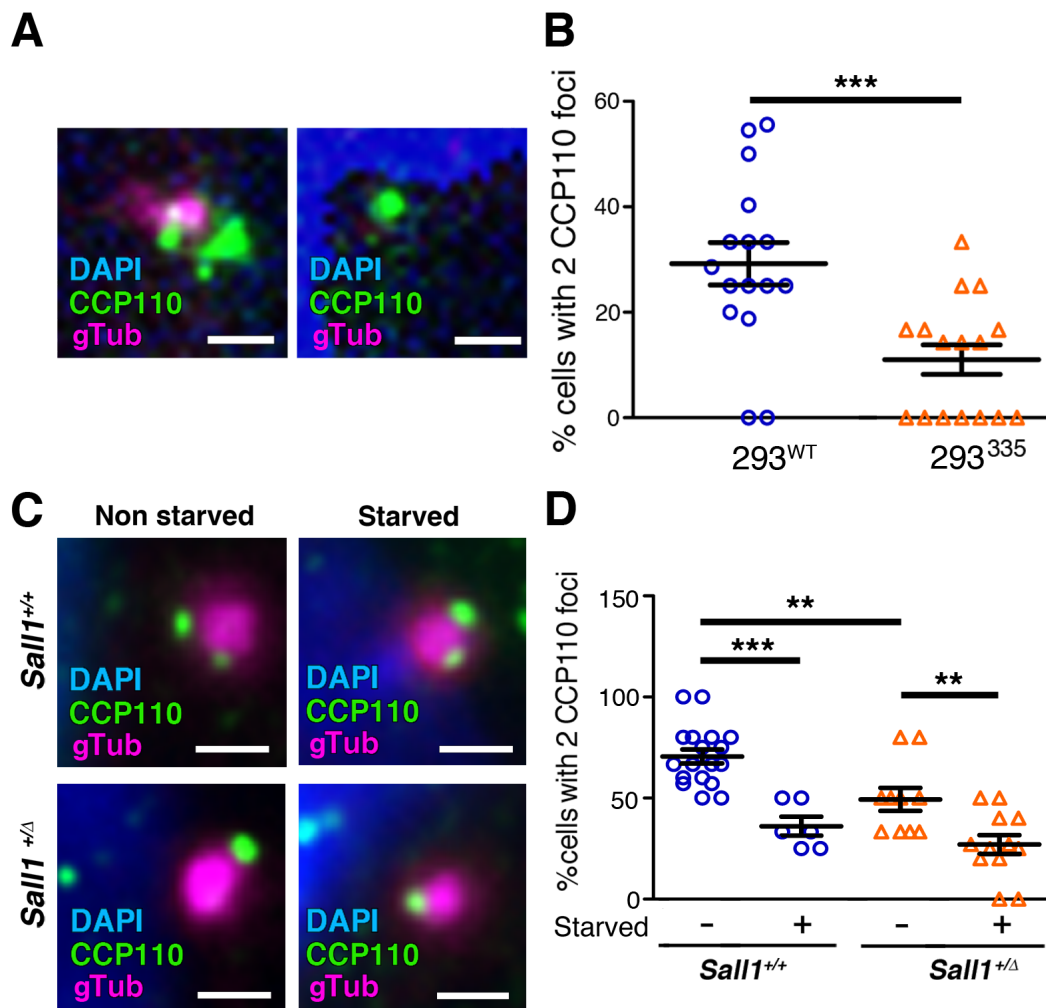 A
DAPI
CCP110
gTub
DAPI
CCP110
gTub
B
% cells with 2 CCP110 foci
60
40
20
0
***
293WT
293335
C
Non starved
Starved
Sall1+/+
DAPI
CCP110
gTub
DAPI
CCP110
gTub
Sall1 +/Δ
DAPI
CCP110
gTub
DAPI
CCP110
gTub
D
%cells with 2 CCP110 foci
150
100
50
0
**
***
**
Starved - + - +
Sall1+/+ Sall1+/Δ